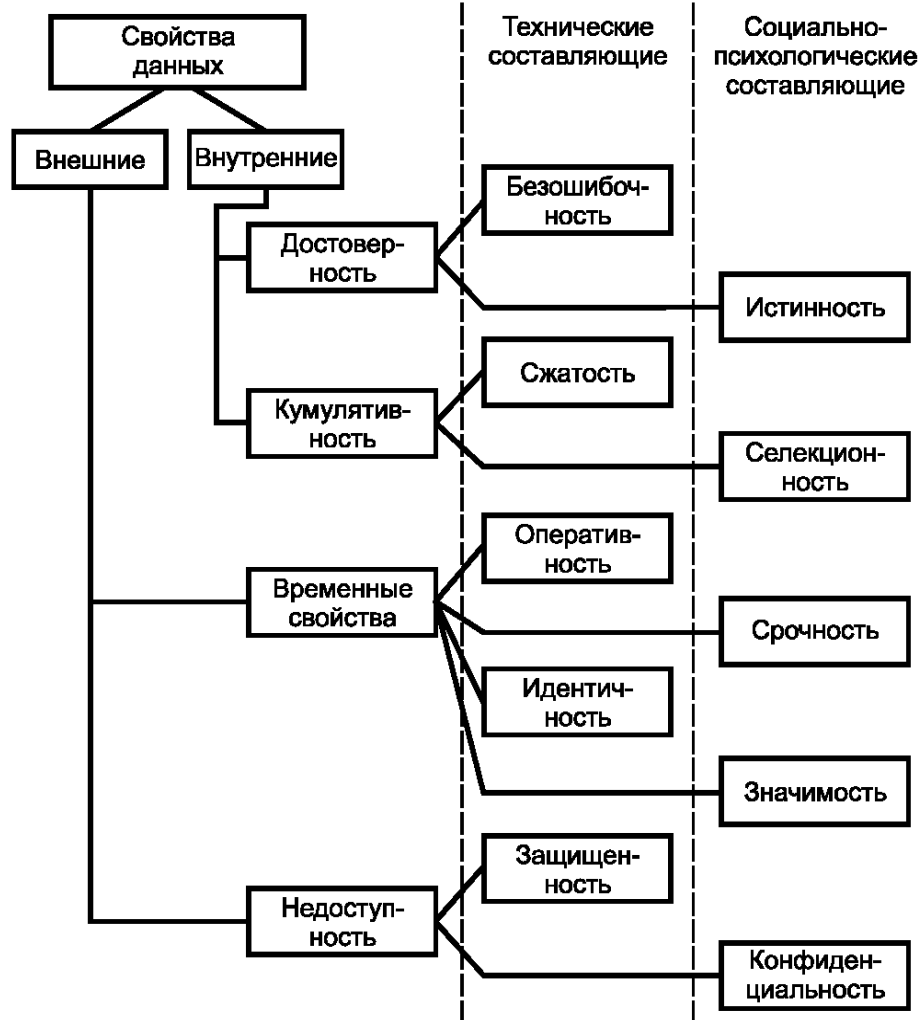 Свойства
данных
Технические
составляющие
Социально-
психологические
составляющие
Внешние
Внутренние
Безошибоч-
ность
Достовер-
ность
Истинность
Сжатость
Кумулятив-
ность
Селекцион-
ность
Оператив-
ность
Временные
свойства
Срочность
Идентич-
ность
Значимость
Защищен-
ность
Недоступ-
ность
Конфиден-
циальность